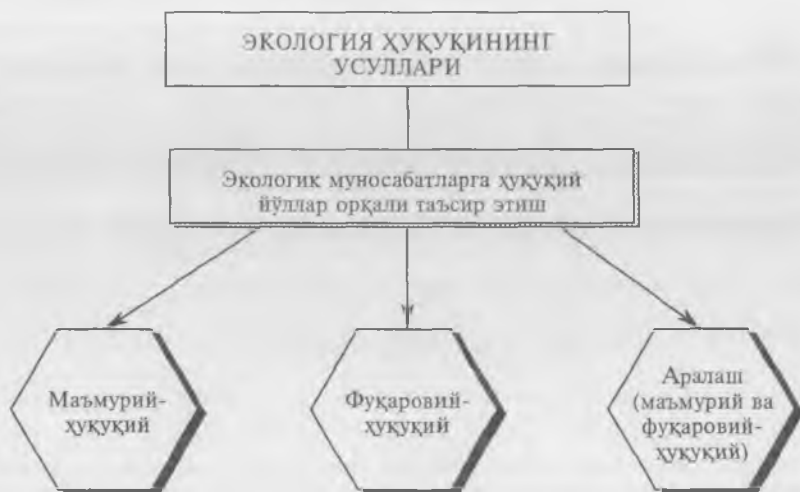 ЭКОЛОГИЯ ҲУҚУҚИНИНГ
УСУЛЛАРИ
Экологик муносабатларга ҳуқуқий
йўллар орқали таъсир этиш
Маъмурий-
ҳуқуқий
Фуқаровий-
ҳуқуқий
Аралаш
(маъмурий ва
фуқаровий-
ҳуқуқий)